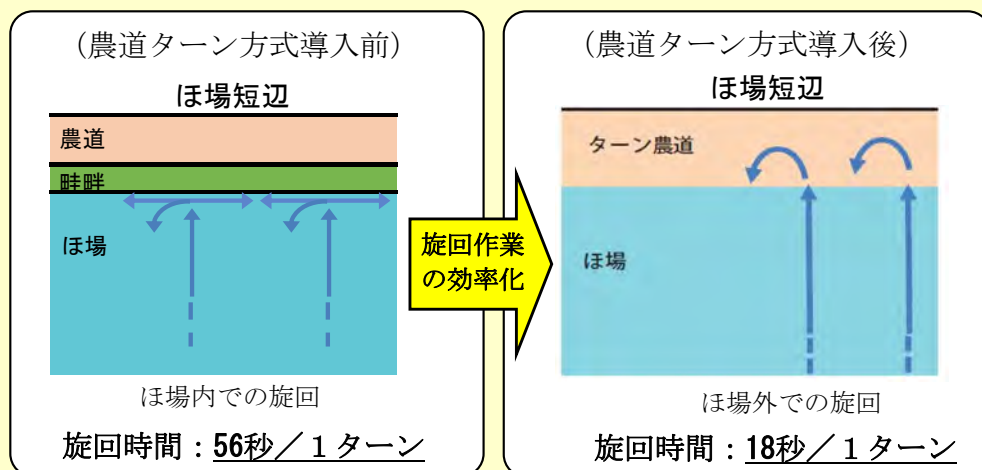 (農道ターン方式導入前)
ほ場短辺
農道
畦畔
ほ場
ほ場内での旋回
旋回時間：56秒／１ターン
旋回作業
の効率化
(農道ターン方式導入後)
ほ場短辺
ターン農道
ほ場
ほ場外での旋回
旋回時間：18秒／１ターン